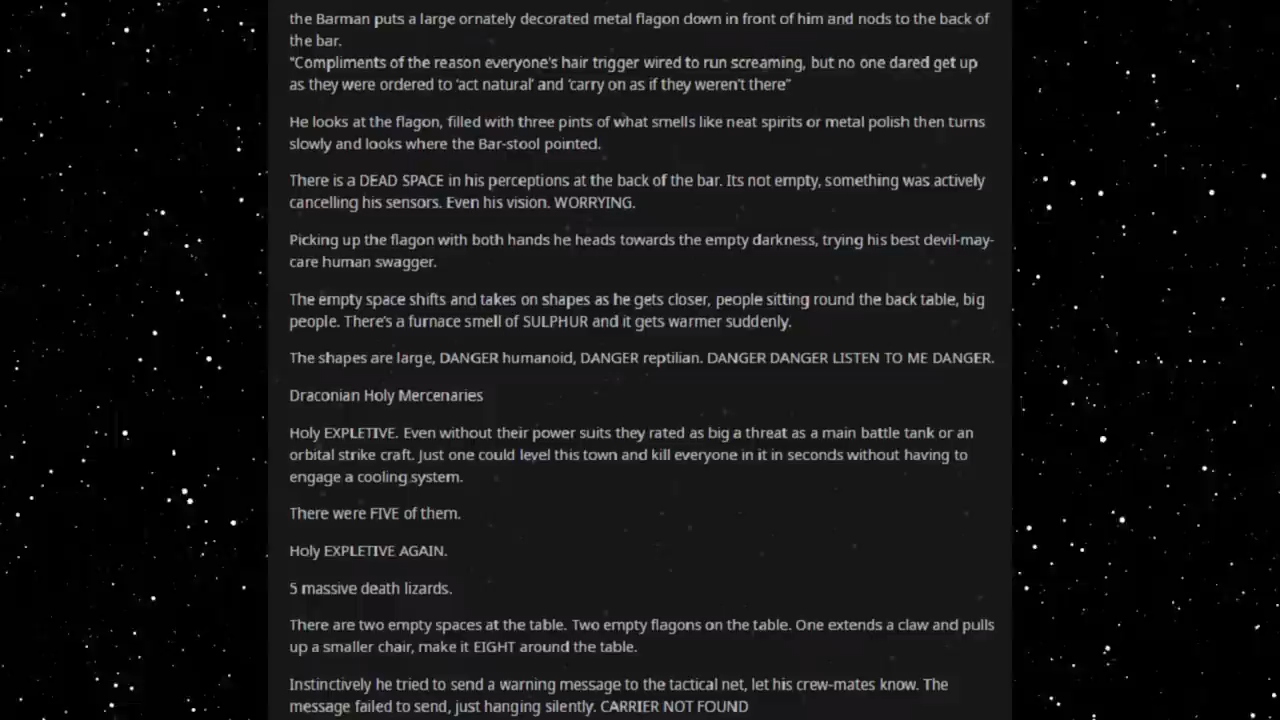 the Barman puts a large ornately decorated metal flagon down in front of him and nods to the back of
the bar.
"Compliments of the reason everyone's hair trigger wired to run screaming, but no one dared get up
as they were ordered to 'act natural' and 'carry on as if they weren't there"
He looks at the flagon, filled with three pints of what smells like neat spirits or metal polish then turns
slowly and looks where the Bar-stool pointed.
There is a DEAD SPACE in his perceptions at the back of the bar. Its not empty, something was actively
cancelling his sensors. Even his vision. WORRYING.
Picking up the flagon with both hands he heads towards the empty darkness, trying his best devil-may-
care human swagger.
The empty space shifts and takes on shapes as he gets closer, people sitting round the back table, big
people. There's a furnace smell of SULPHUR and it gets warmer suddenly.
The shapes are large, DANGER humanoid, DANGER reptilian. DANGER DANGER LISTEN TO ME DANGER.
Draconian Holy Mercenaries
Holy EXPLETIVE. Even without their power suits they rated as big a threat as a main battle tank or an
orbital strike craft. Just one could level this town and kill everyone in it in seconds without having to
engage a cooling system.
There were FIVE of them.
Holy EXPLETIVE AGAIN.
5 massive death lizards.
There are two empty spaces at the table. Two empty flagons on the table. One extends a claw and pulls
up a smaller chair, make it EIGHT around the table.
Instinctively he tried to send a warning message to the tactical net, let his crew-mates know. The
message failed to send, just hanging silently. CARRIER NOT FOUND